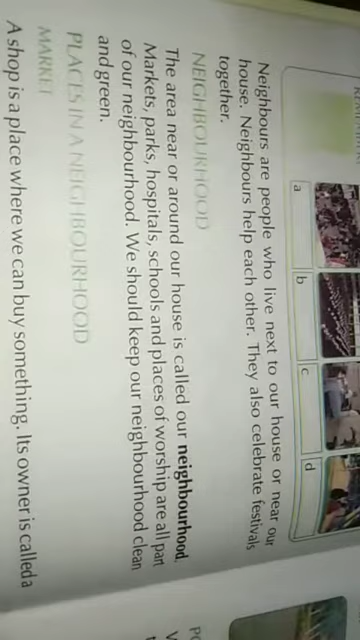 a b c d
Neighbours are people who live next to our house or near our
house. Neighbours help each other. They also celebrate festivals
together.
NEIGHBOURHOOD
The area near or around our house is called our neighbourhood.
Markets, parks, hospitals, schools and places of worship are all part
of our neighbourhood. We should keep our neighbourhood clean
and green.
PLACES IN A NEIGHBOURHOOD
MARKET
A shop is a place where we can buy something. Its owner is called a